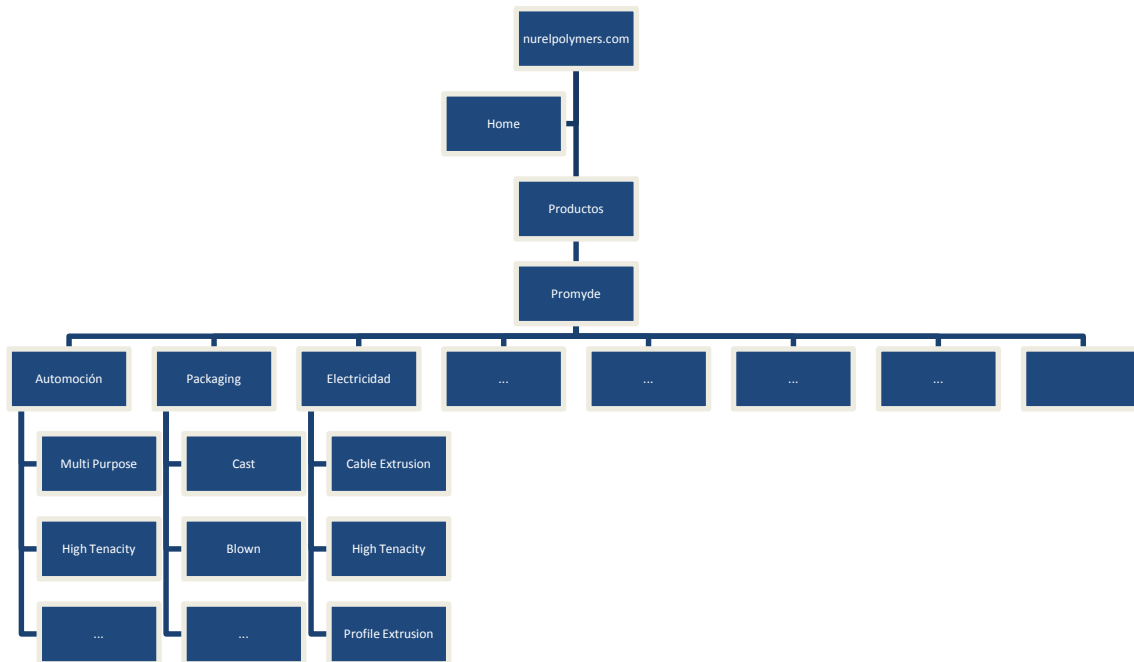 nurelpolymers.com
Home
Productos
Promyde
Automoción
Packaging
Electricidad
...
...
...
...
Multi Purpose
Cast
Cable Extrusion
High Tenacity
Blown
High Tenacity
...
...
Profile Extrusion